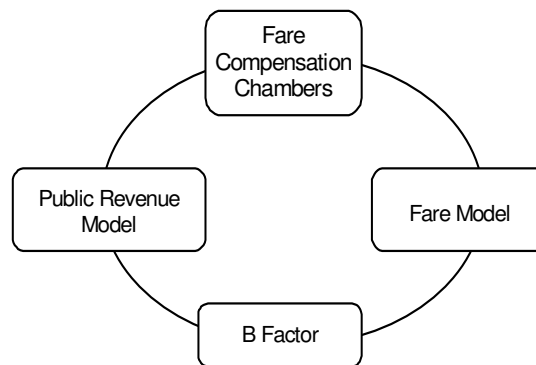 Fare
Compensation
Chambers
Public Revenue
Model
Fare Model
B Factor